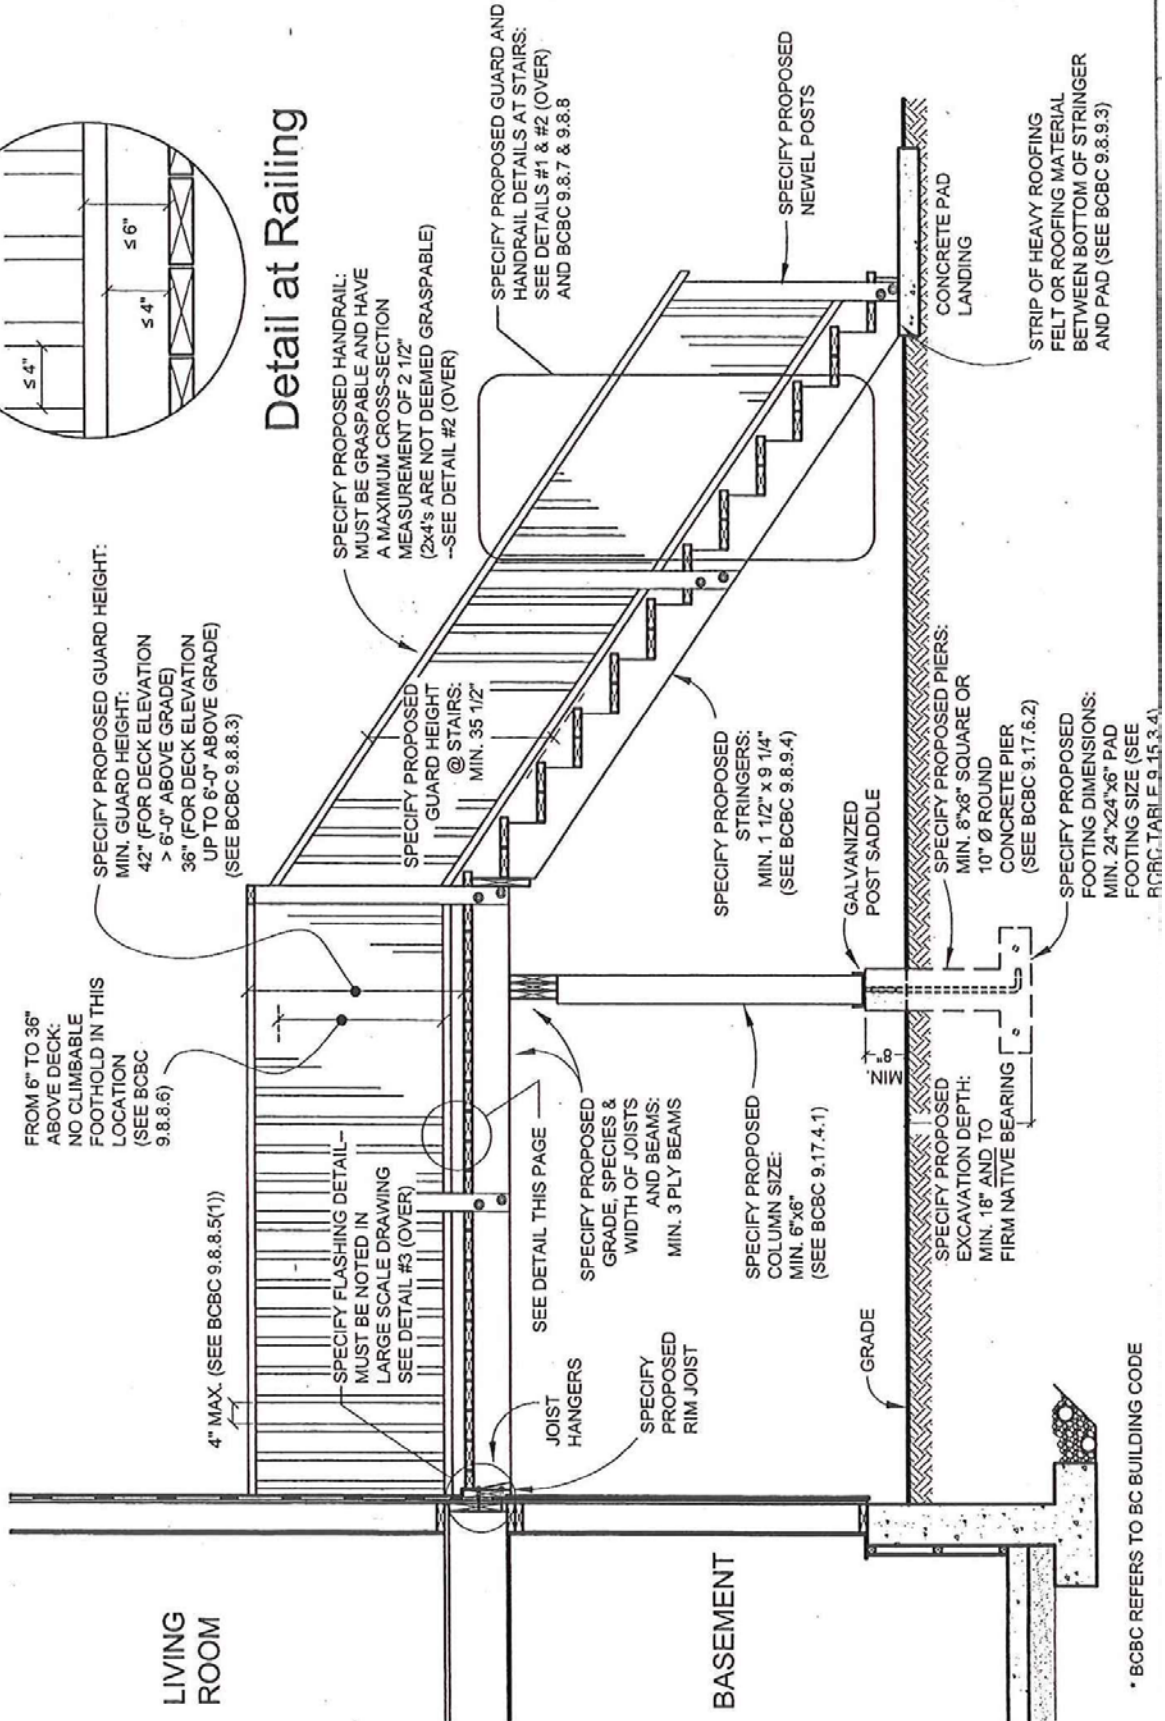 FROM 6" TO 36"
ABOVE DECK:
NO CLIMBABLE
FOOTHOLD IN THIS
LOCATION
(SEE BCBC
9.8.8.6)
SPECIFY PROPOSED GUARD HEIGHT:
MIN. GUARD HEIGHT:
42" (FOR DECK ELEVATION
> 6'-0" ABOVE GRADE)
36" (FOR DECK ELEVATION
UP TO 6'-0" ABOVE GRADE)
(SEE BCBC 9.8.8.3)
≤ 4"
≤ 4"
≤ 6"
Detail at Railing
4" MAX. (SEE BCBC 9.8.8.5(1))
SPECIFY PROPOSED HANDRAIL:
MUST BE GRASPABLE AND HAVE
A MAXIMUM CROSS-SECTION
MEASUREMENT OF 2 1/2"
(2x4's ARE NOT DEEMED GRASPABLE)
--SEE DETAIL #2 (OVER)
SPECIFY PROPOSED GUARD AND
HANDRAIL DETAILS AT STAIRS:
SEE DETAILS #1 & #2 (OVER)
AND BCBC 9.8.7 & 9.8.8
LIVING
ROOM
SPECIFY FLASHING DETAIL--
MUST BE NOTED IN
LARGE SCALE DRAWING
SEE DETAIL #3 (OVER)
SPECIFY PROPOSED
GUARD HEIGHT
@ STAIRS:
MIN. 35 1/2"
SPECIFY PROPOSED
NEWEL POSTS
SEE DETAIL THIS PAGE
JOIST
HANGERS
SPECIFY PROPOSED
GRADE, SPECIES &
WIDTH OF JOISTS
AND BEAMS:
MIN. 3 PLY BEAMS
SPECIFY
PROPOSED
RIM JOIST
SPECIFY PROPOSED
STRINGERS:
MIN. 1 1/2" x 9 1/4"
(SEE BCBC 9.8.9.4)
BASEMENT
SPECIFY PROPOSED
COLUMN SIZE:
MIN. 6"x6"
(SEE BCBC 9.17.4.1)
GALVANIZED
POST SADDLE
MIN.
8"
GRADE
CONCRETE PAD
LANDING
SPECIFY PROPOSED
EXCAVATION DEPTH:
MIN. 18" AND TO
FIRM NATIVE BEARING
SPECIFY PROPOSED PIERS:
MIN. 8"x8" SQUARE OR
10" Ø ROUND
CONCRETE PIER
(SEE BCBC 9.17.6.2)
STRIP OF HEAVY ROOFING
FELT OR ROOFING MATERIAL
BETWEEN BOTTOM OF STRINGER
AND PAD (SEE BCBC 9.8.9.3)
SPECIFY PROPOSED
FOOTING DIMENSIONS:
MIN. 24"x24"x6" PAD
FOOTING SIZE (SEE
BCBC TABLE 9.15.3.4)
* BCBC REFERS TO BC BUILDING CODE